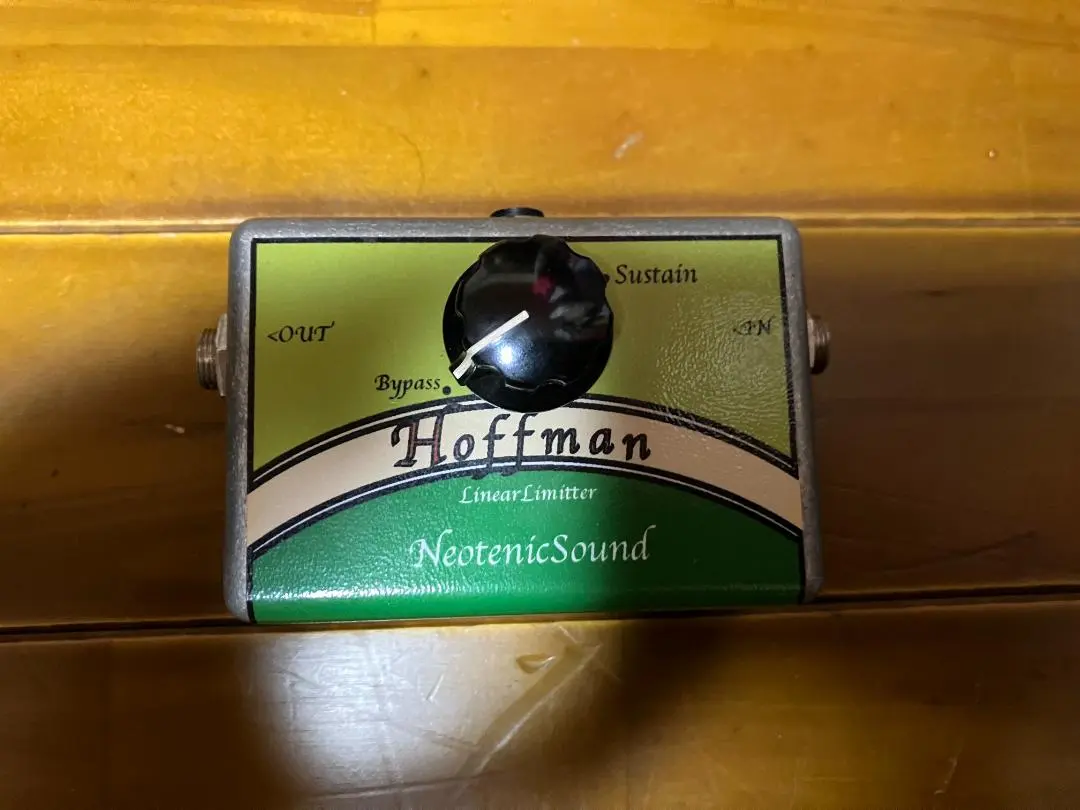 Sustain
<OUT
<IN
Bypass
Hoffman
LinearLimitter
NeotenicSound